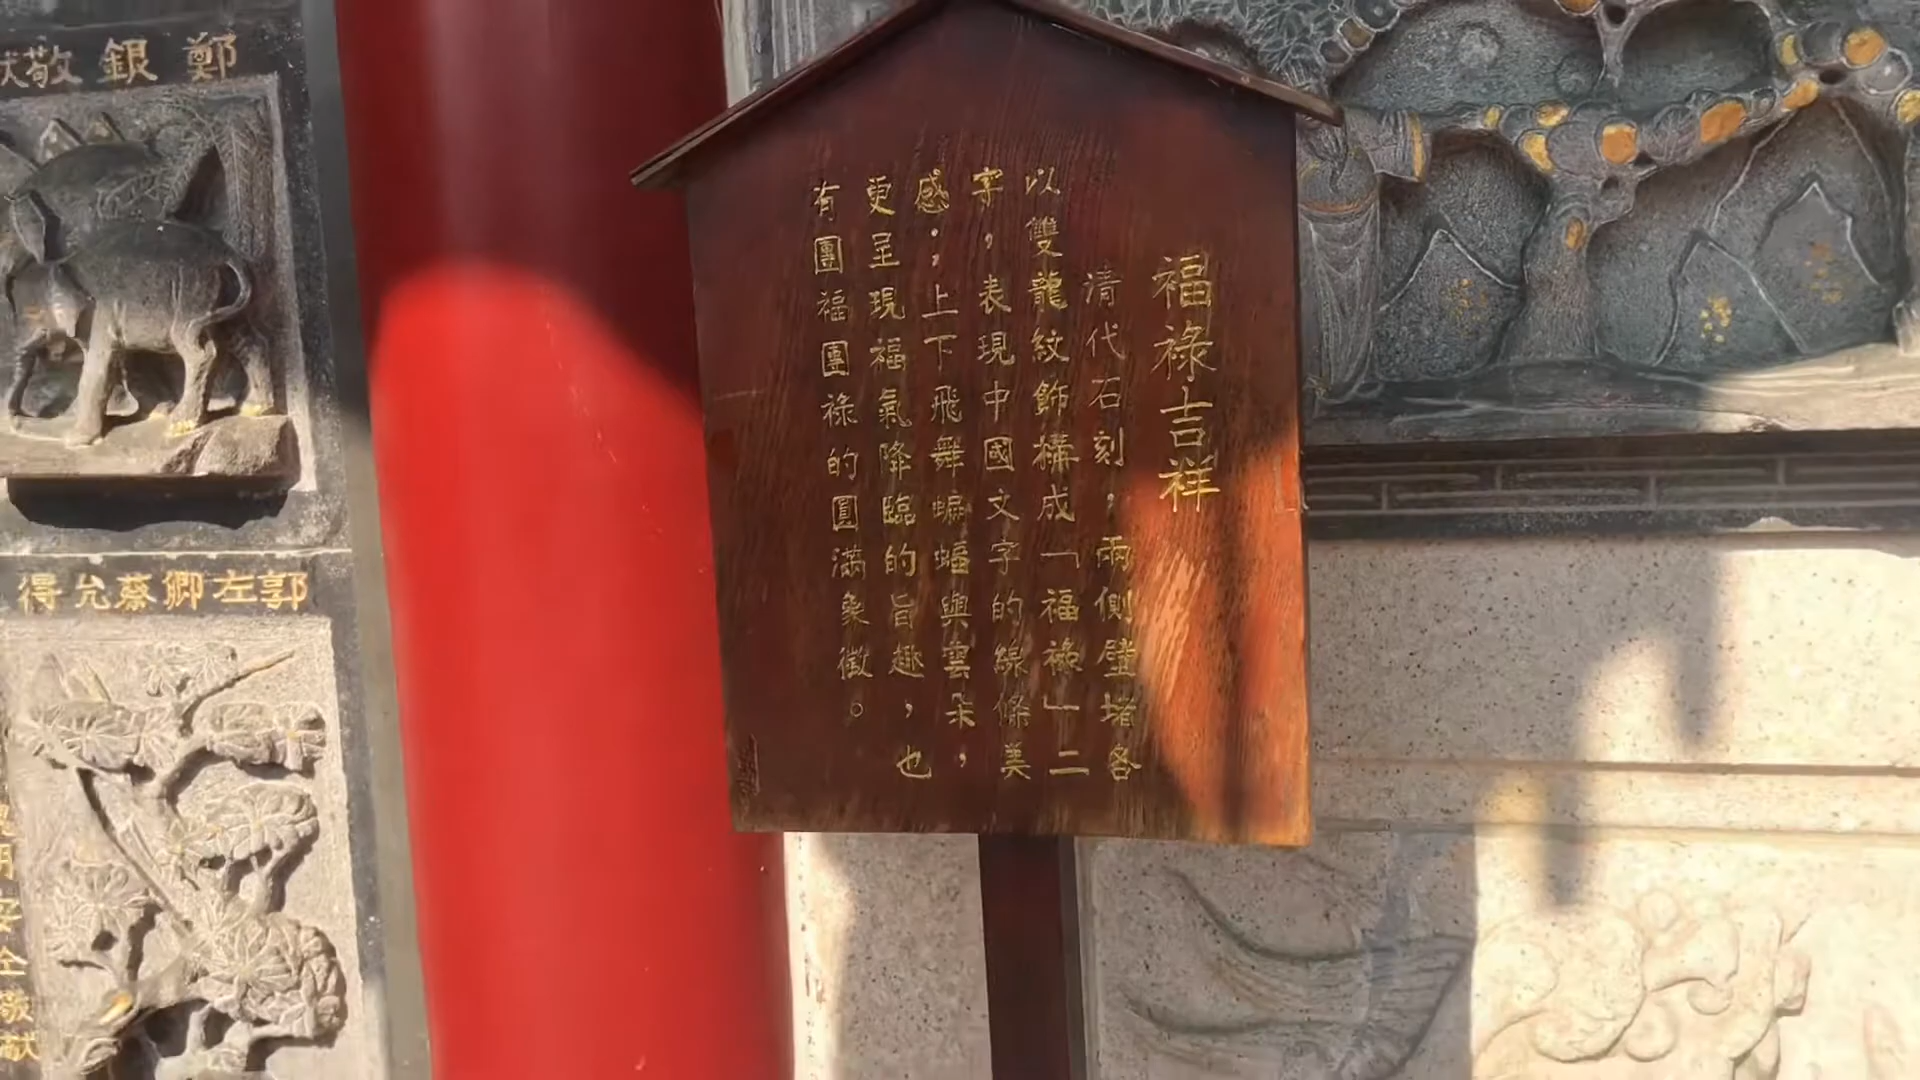 福祿吉祥
清代石刻，兩側壁堵各
以雙龍紋飾構成「福祿」二
字，表現中國文字的線條美
感；上下飛舞蝙蝠與雲朵，
更呈現福氣降臨的旨趣，也
有團福團祿的圓滿象徵。
鄭銀敬
郭左卿蔡允得
敬献